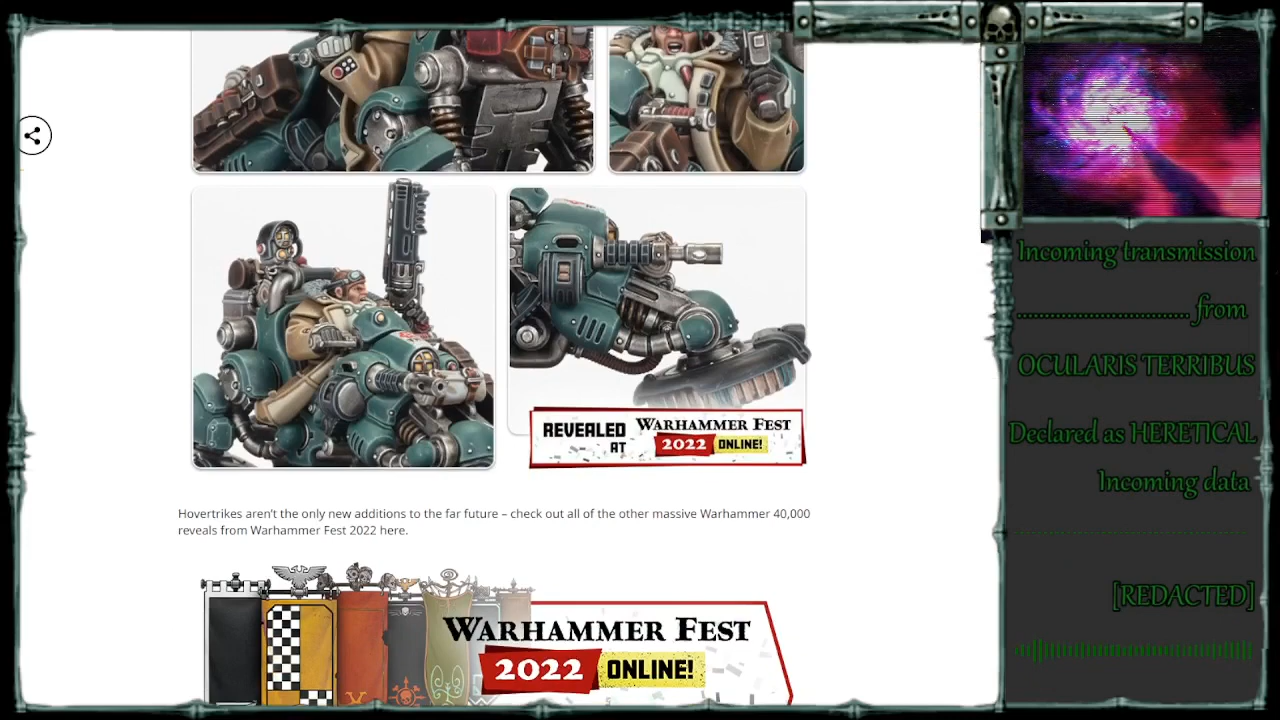 REVEALED
AT
WARHAMMER FEST
2022 ONLINE!
Hovertrikes aren't the only new additions to the far future – check out all of the other massive Warhammer 40,000
reveals from Warhammer Fest 2022 here.
WARHAMMER FEST
2022 ONLINE!
Incoming transmission
................................. from
OCULARIS TERRIBUS
Declared as HERETICAL
Incoming data
[REDACTED]